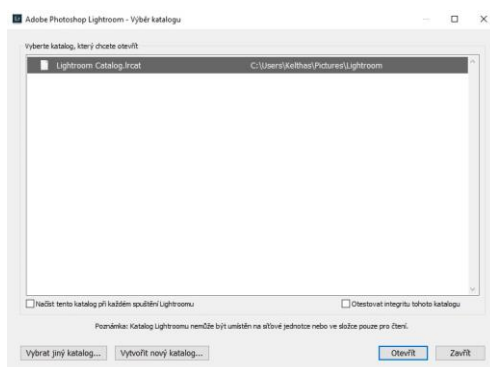 Adobe Photoshop Lightroom - Výběr katalogu
Vyberte katalog, který chcete otevřít
Lightroom Catalog.lrcat C:\Users\Kelthas\Pictures\Lightroom
Načíst tento katalog při každém spuštění Lightroomu Otestovat integritu tohoto katalogu
Poznámka: Katalog Lightroomu nemůže být umístěn na síťové jednotce nebo ve složce pouze pro čtení.
Vybrat jiný katalog... Vytvořit nový katalog... Otevřít Zavřít